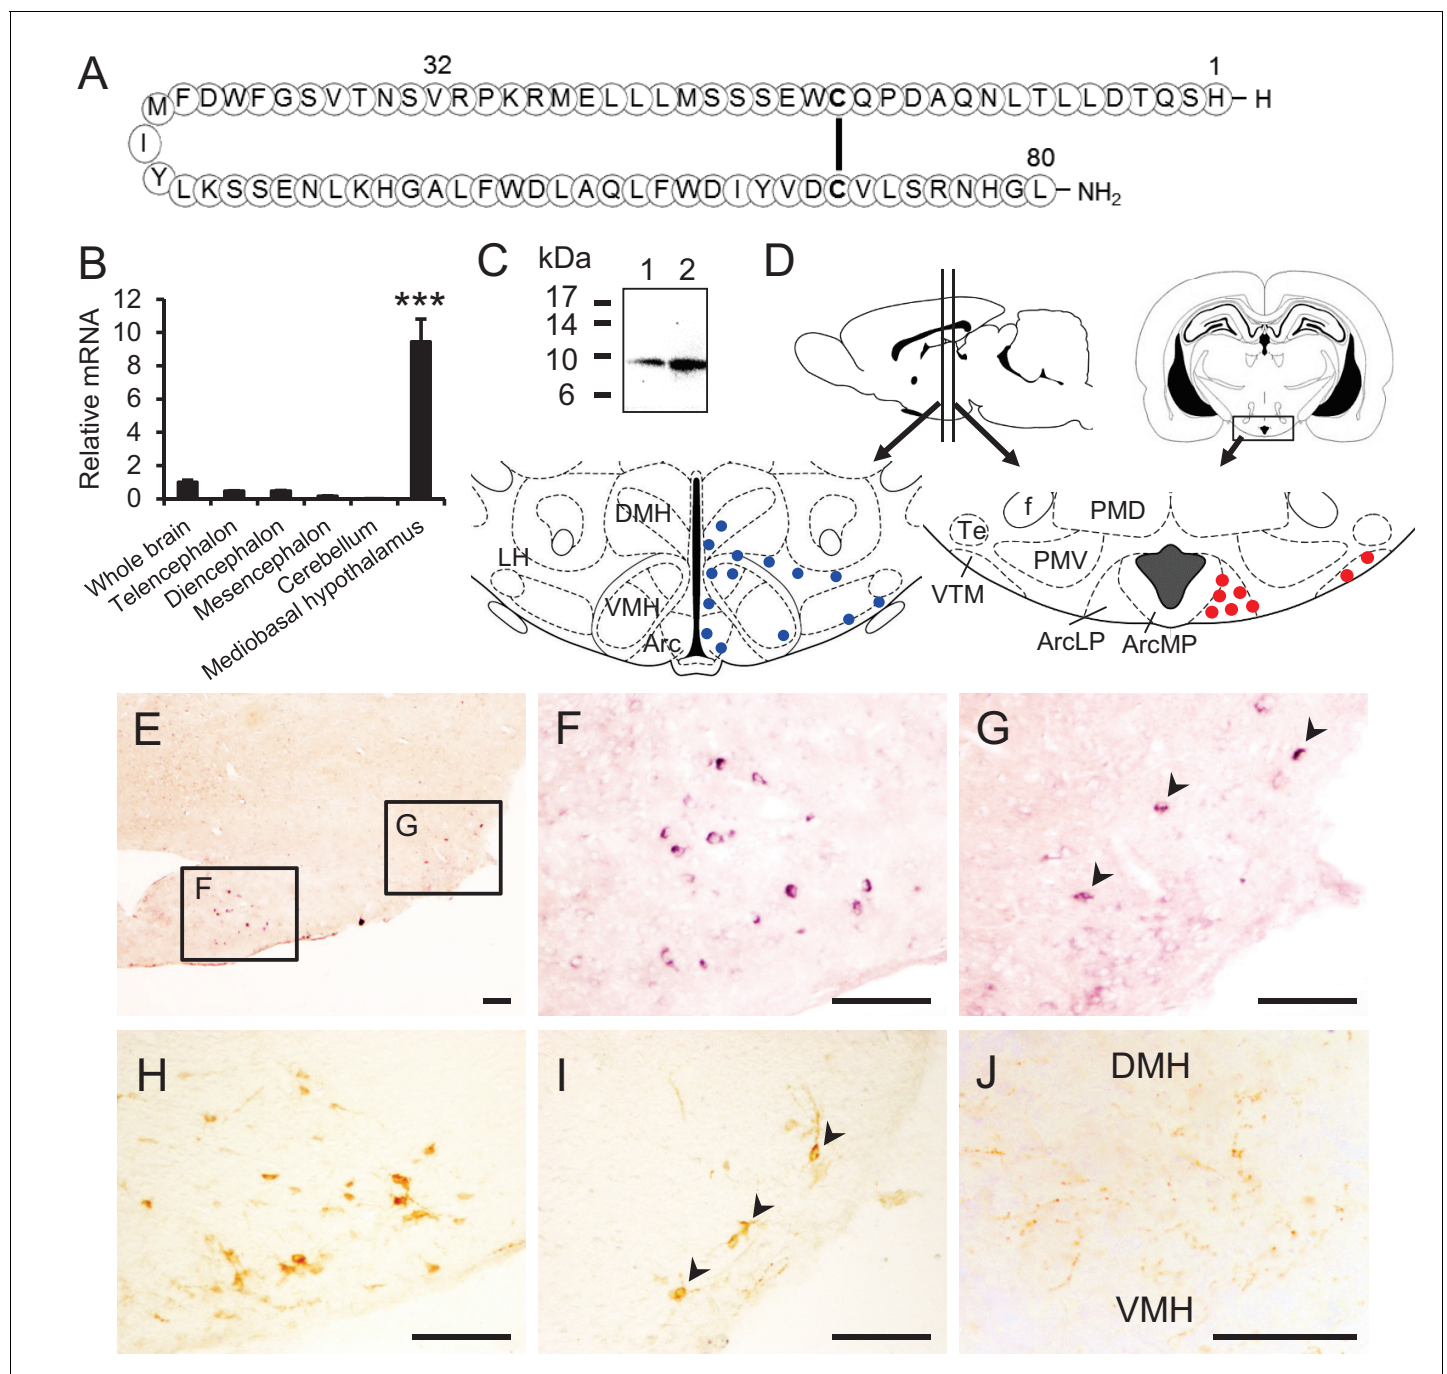 A
32
1
FDWFGSVTNSVRPKRMELLLMSSSEWCQPDAQNLTLLDTQSH–H
M
I
Y
80
LKSSENLKHGALFWDLAQLFWDIYVDCVLSRNHGL–NH2
B
Relative mRNA
12
10
8
6
4
2
0
***
Whole brain
Telencephalon
Diencephalon
Mesencephalon
Cerebellum
Mediobasal hypothalamus
C
kDa
1 2
17
14
10
6
D
DMH
LH
VMH
Arc
f
PMD
Te
PMV
VTM
ArcLP
ArcMP
E
G
F
F
G
H
I
J
DMH
VMH